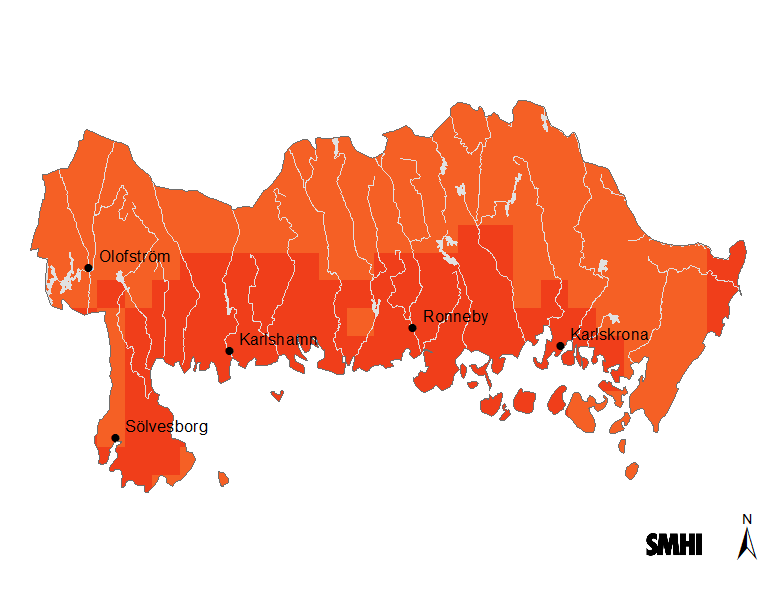 Olofström
Ronneby
Karlskrona
Karlshamn
Sölvesborg
N
SMHI